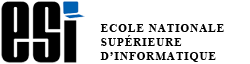 esi
ECOLE NATIONALE
SUPÉRIEURE
D'INFORMATIQUE